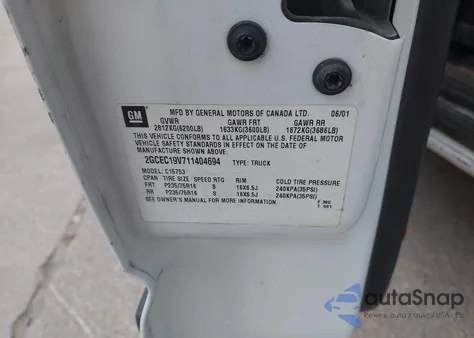 GM
MFD BY GENERAL MOTORS OF CANADA LTD. 06/01
GVWR GAWR FRT GAWR RR
2812KG(6200LB) 1633KG(3600LB) 1672KG(3686LB)
THIS VEHICLE CONFORMS TO ALL APPLICABLE U.S. FEDERAL MOTOR
VEHICLE SAFETY STANDARDS IN EFFECT ON THE DATE OF
MANUFACTURE SHOWN ABOVE.
2GCEC19V711404694 TYPE: TRUCK
MODEL: C15753
CPAN TIRE SIZE SPEED RTG RIM COLD TIRE PRESSURE
FRT P235/75R16 S 16X6.5J 240KPA(35PSI)
RR P235/75R16 S 16X6.5J 240KPA(35PSI)
SEE OWNER'S MANUAL FOR MORE INFORMATION.
autoSnap
Pewne auta z aukcji USA